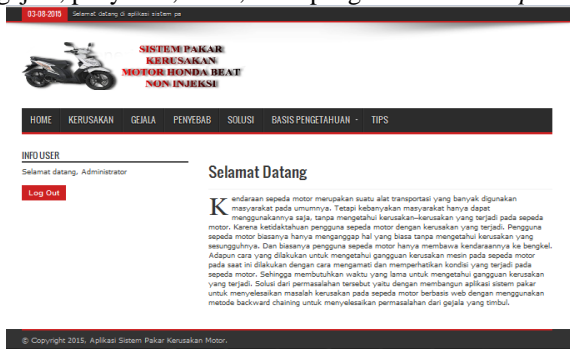 03-08-2015 Selamat datang di aplikasi sistem pa
SISTEM PAKAR
KERUSAKAN
MOTOR HONDA BEAT
NON INJEKSI
HOME KERUSAKAN GEJALA PENYEBAB SOLUSI BASIS PENGETAHUAN - TIPS
INFO USER
Selamat datang, Administrator
Log Out
Selamat Datang
Kendaraan sepeda motor merupakan suatu alat transportasi yang banyak digunakan
masyarakat pada umumnya. Tetapi kebanyakan masyarakat hanya dapat
menggunakannya saja, tanpa mengetahui kerusakan–kerusakan yang terjadi pada sepeda
motor. Karena ketidaktahuan pengguna sepeda motor dengan kerusakan yang terjadi. Pengguna
sepeda motor biasanya hanya menganggap hal yang biasa tanpa mengetahui kerusakan yang
sesungguhnya. Dan biasanya pengguna sepeda motor hanya membawa kendaraannya ke bengkel.
Adapun cara yang dilakukan untuk mengetahui gangguan kerusakan mesin pada sepeda motor
pada saat ini dilakukan dengan cara mengamati dan memperhatikan kondisi yang terjadi pada
sepeda motor. Sehingga membutuhkan waktu yang lama untuk mengetahui gangguan kerusakan
yang terjadi. Solusi dari permasalahan tersebut yaitu dengan membangun aplikasi sistem pakar
untuk menyelesaikan masalah kerusakan pada sepeda motor berbasis web dengan menggunakan
metode backward chaining untuk menyelesaikan permasalahan dari gejala yang timbul.
© Copyright 2015, Aplikasi Sistem Pakar Kerusakan Motor.